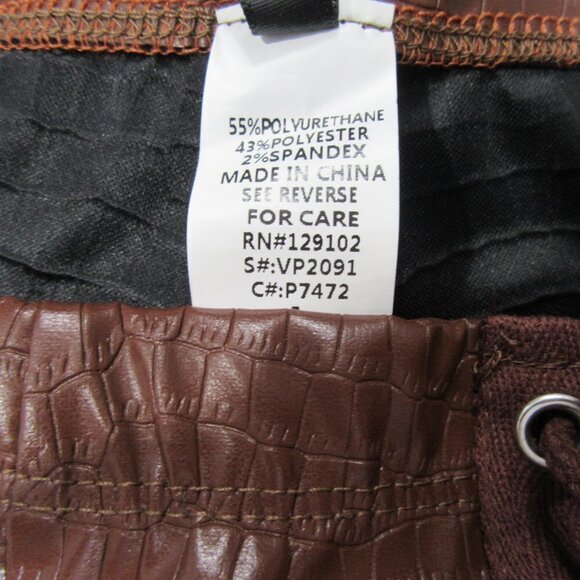 55%POLYURETHANE
43%POLYESTER
2%SPANDEX
MADE IN CHINA
SEE REVERSE
FOR CARE
RN#129102
S#:VP2091
C#:P7472